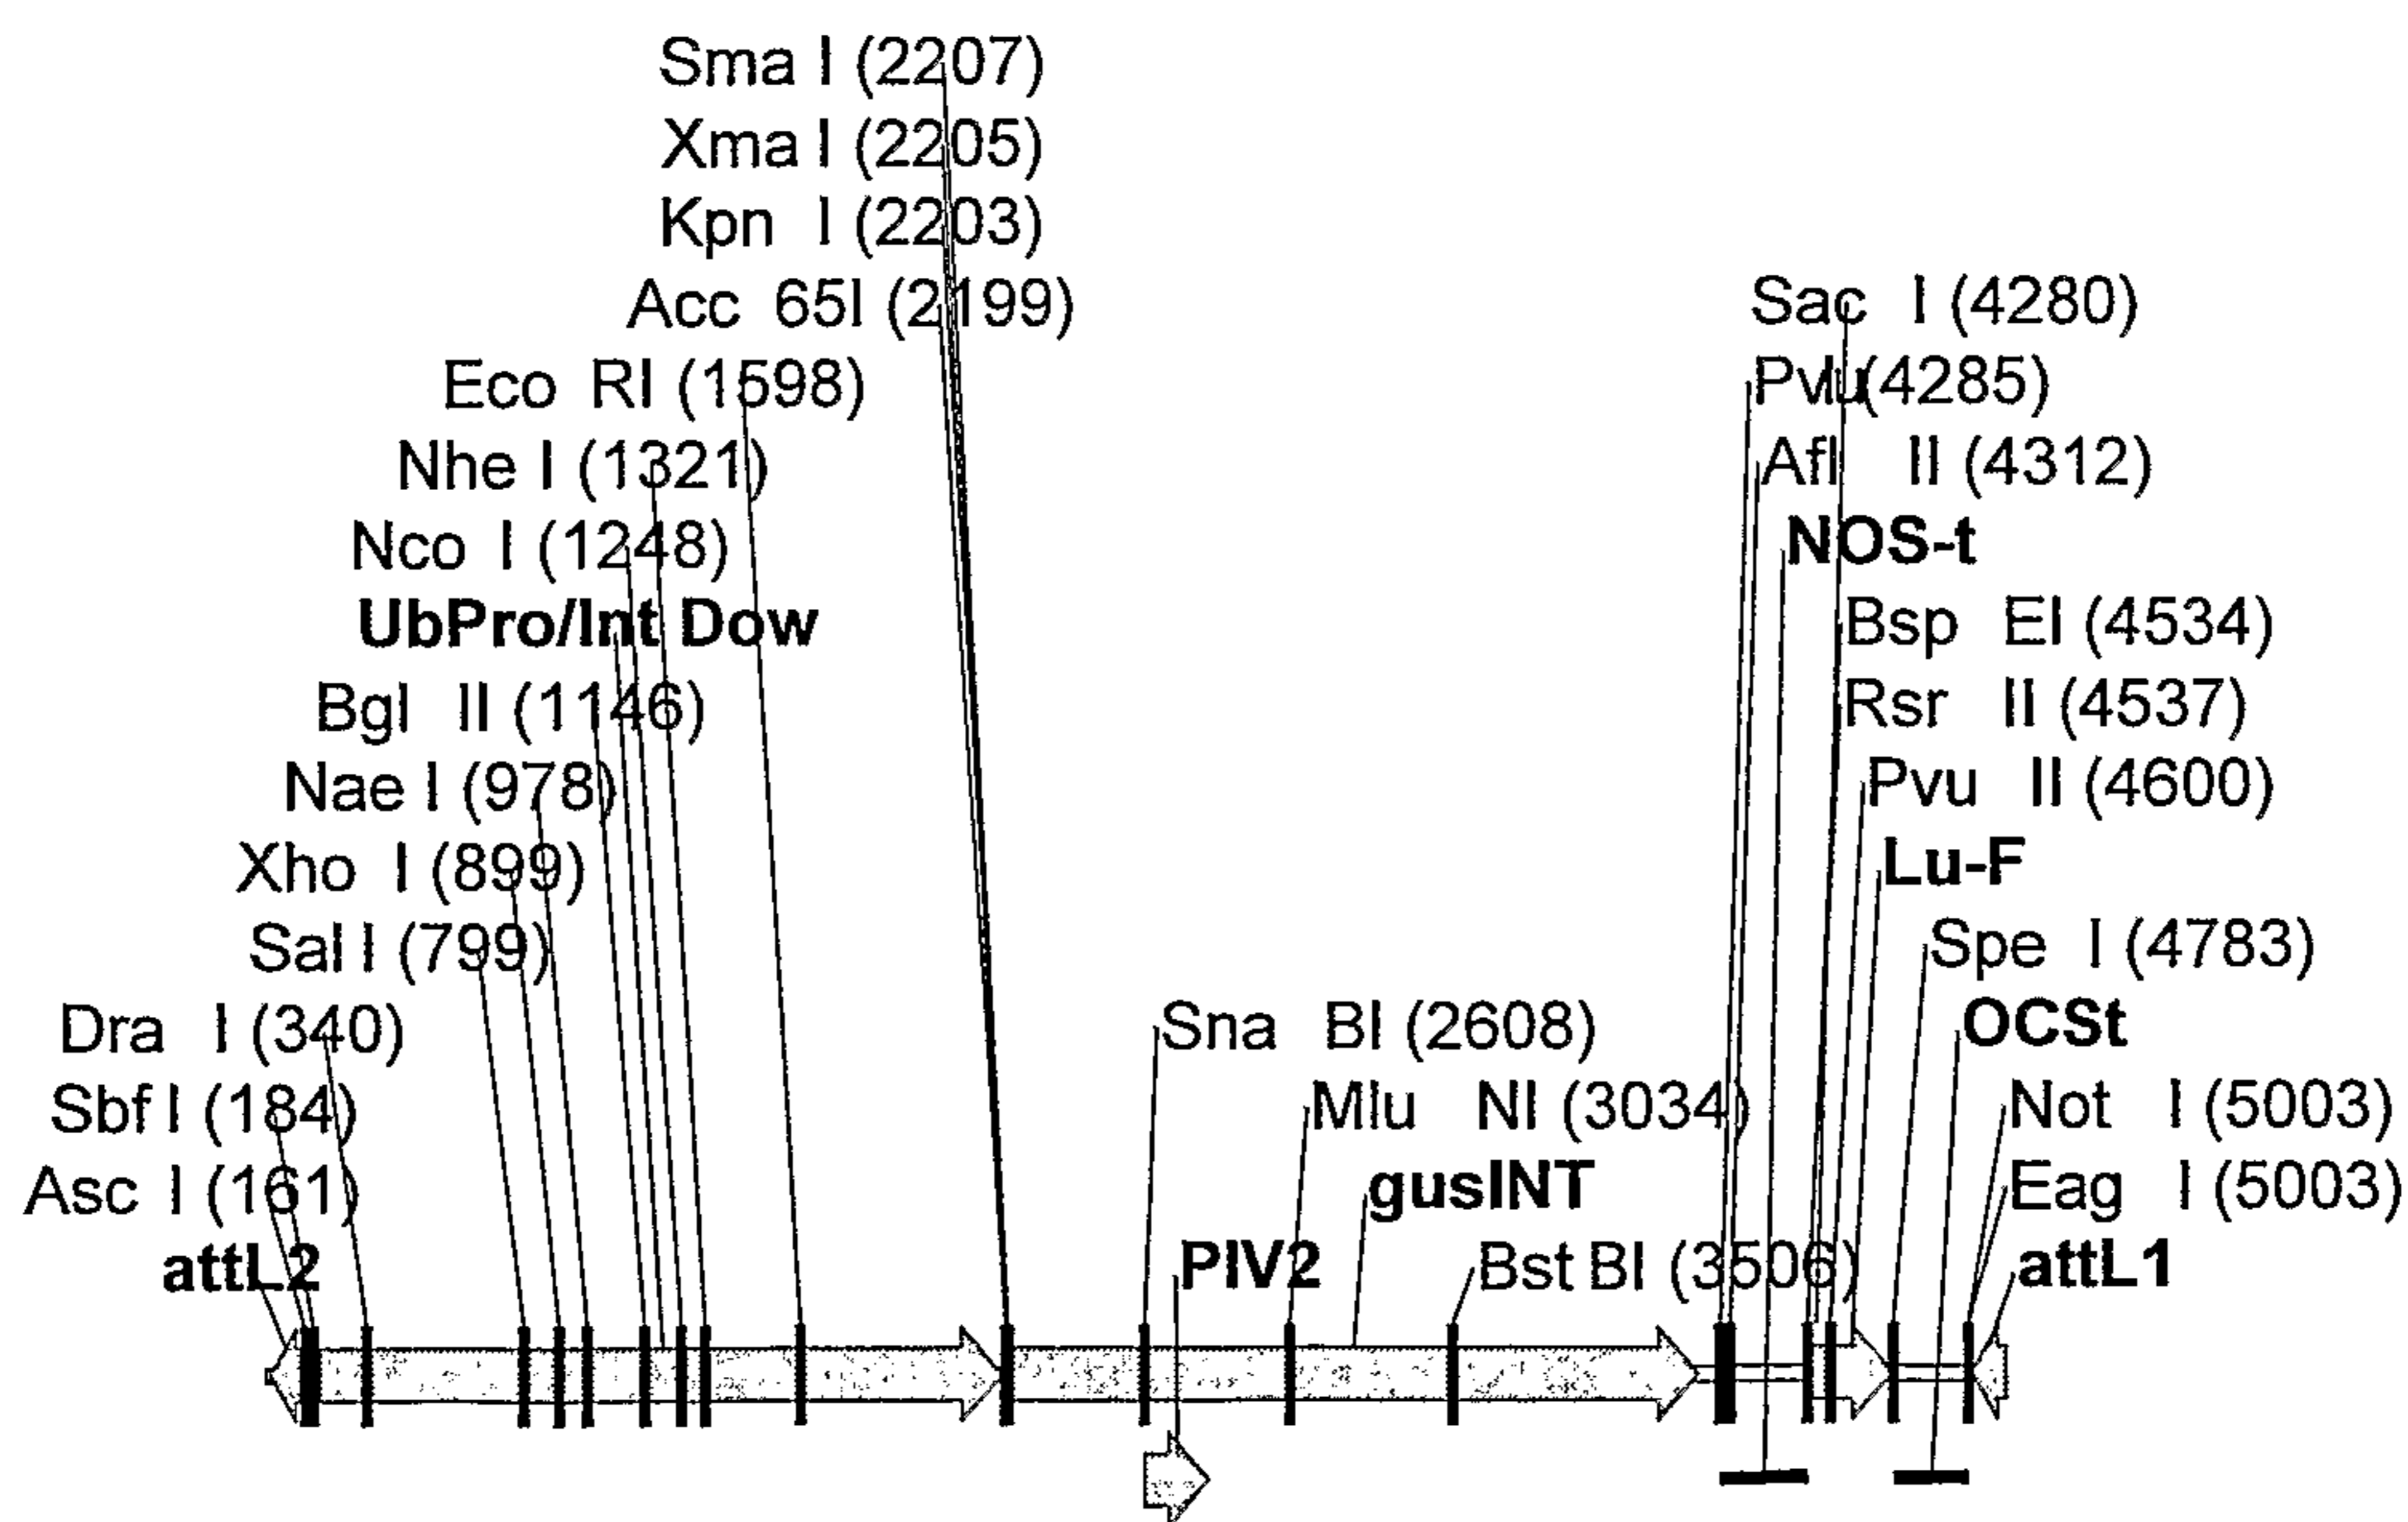 Sma I (2207)
Xma I (2205)
Kpn I (2203)
Acc 65I (2199)
Eco RI (1598)
Nhe I (1321)
Nco I (1248)
UbPro/Int Dow
Bgl II (1146)
Nae I (978)
Xho I (899)
Sal I (799)
Dra I (340)
Sbf I (184)
Asc I (161)
attL2
Sna BI (2608)
Mlu NI (3034)
gusINT
PIV2
Bst BI (3506)
Sac I (4280)
(4285)
Afl II (4312)
NOS-t
Bsp EI (4534)
Rsr II (4537)
Pvu II (4600)
Lu-F
Spe I (4783)
OCSt
Not I (5003)
Eag I (5003)
attL1